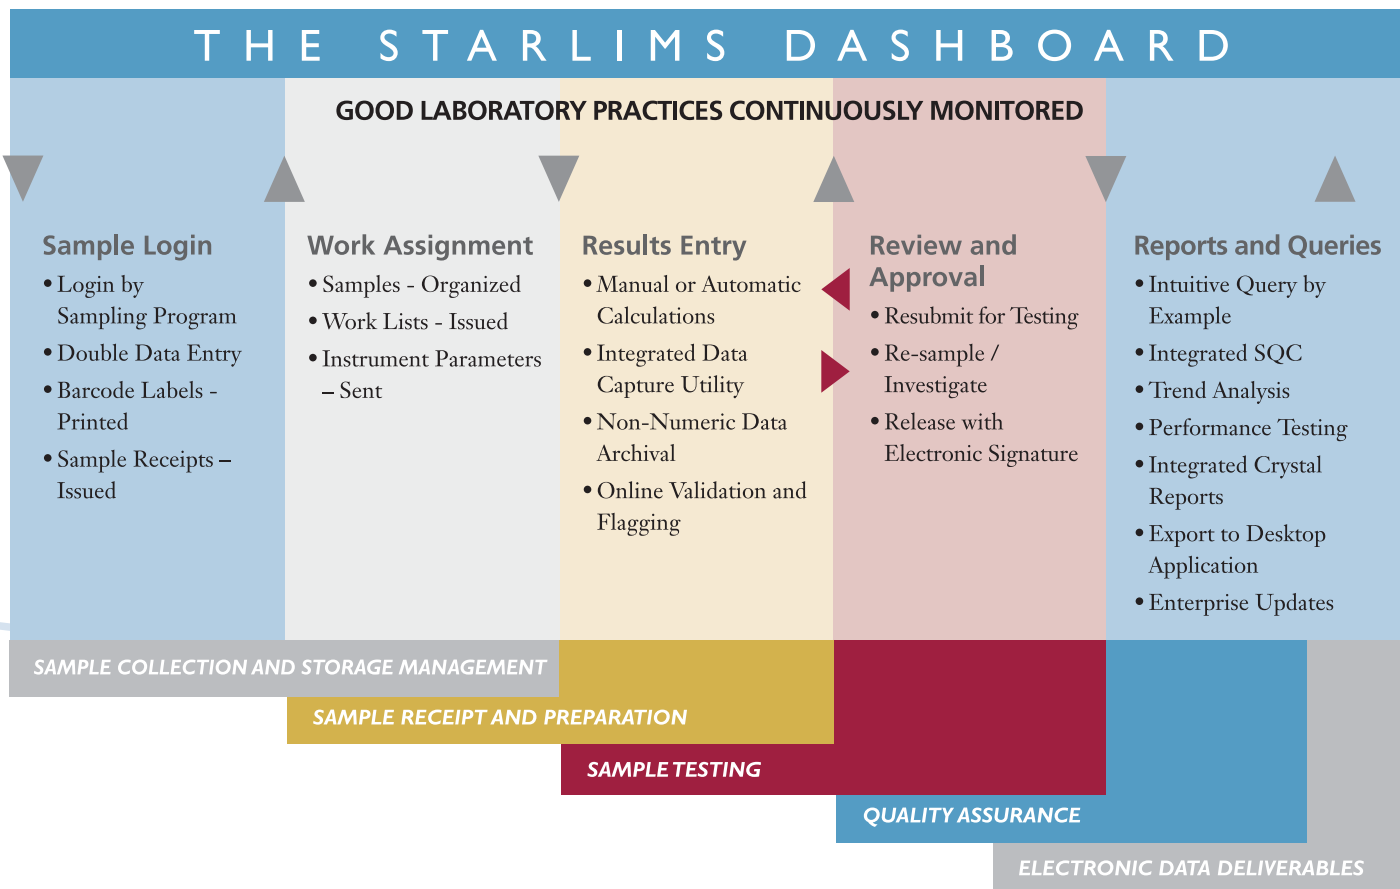 THE STARLIMS DASHBOARD
GOOD LABORATORY PRACTICES CONTINUOUSLY MONITORED
Sample Login
• Login by
Sampling Program
• Double Data Entry
• Barcode Labels -
Printed
• Sample Receipts –
Issued
Work Assignment
• Samples - Organized
• Work Lists - Issued
• Instrument Parameters
– Sent
Results Entry
• Manual or Automatic
Calculations
• Integrated Data
Capture Utility
• Non-Numeric Data
Archival
• Online Validation and
Flagging
Review and
Approval
• Resubmit for Testing
• Re-sample /
Investigate
• Release with
Electronic Signature
Reports and Queries
• Intuitive Query by
Example
• Integrated SQC
• Trend Analysis
• Performance Testing
• Integrated Crystal
Reports
• Export to Desktop
Application
• Enterprise Updates
SAMPLE COLLECTION AND STORAGE MANAGEMENT
SAMPLE RECEIPT AND PREPARATION
SAMPLE TESTING
QUALITY ASSURANCE
ELECTRONIC DATA DELIVERABLES